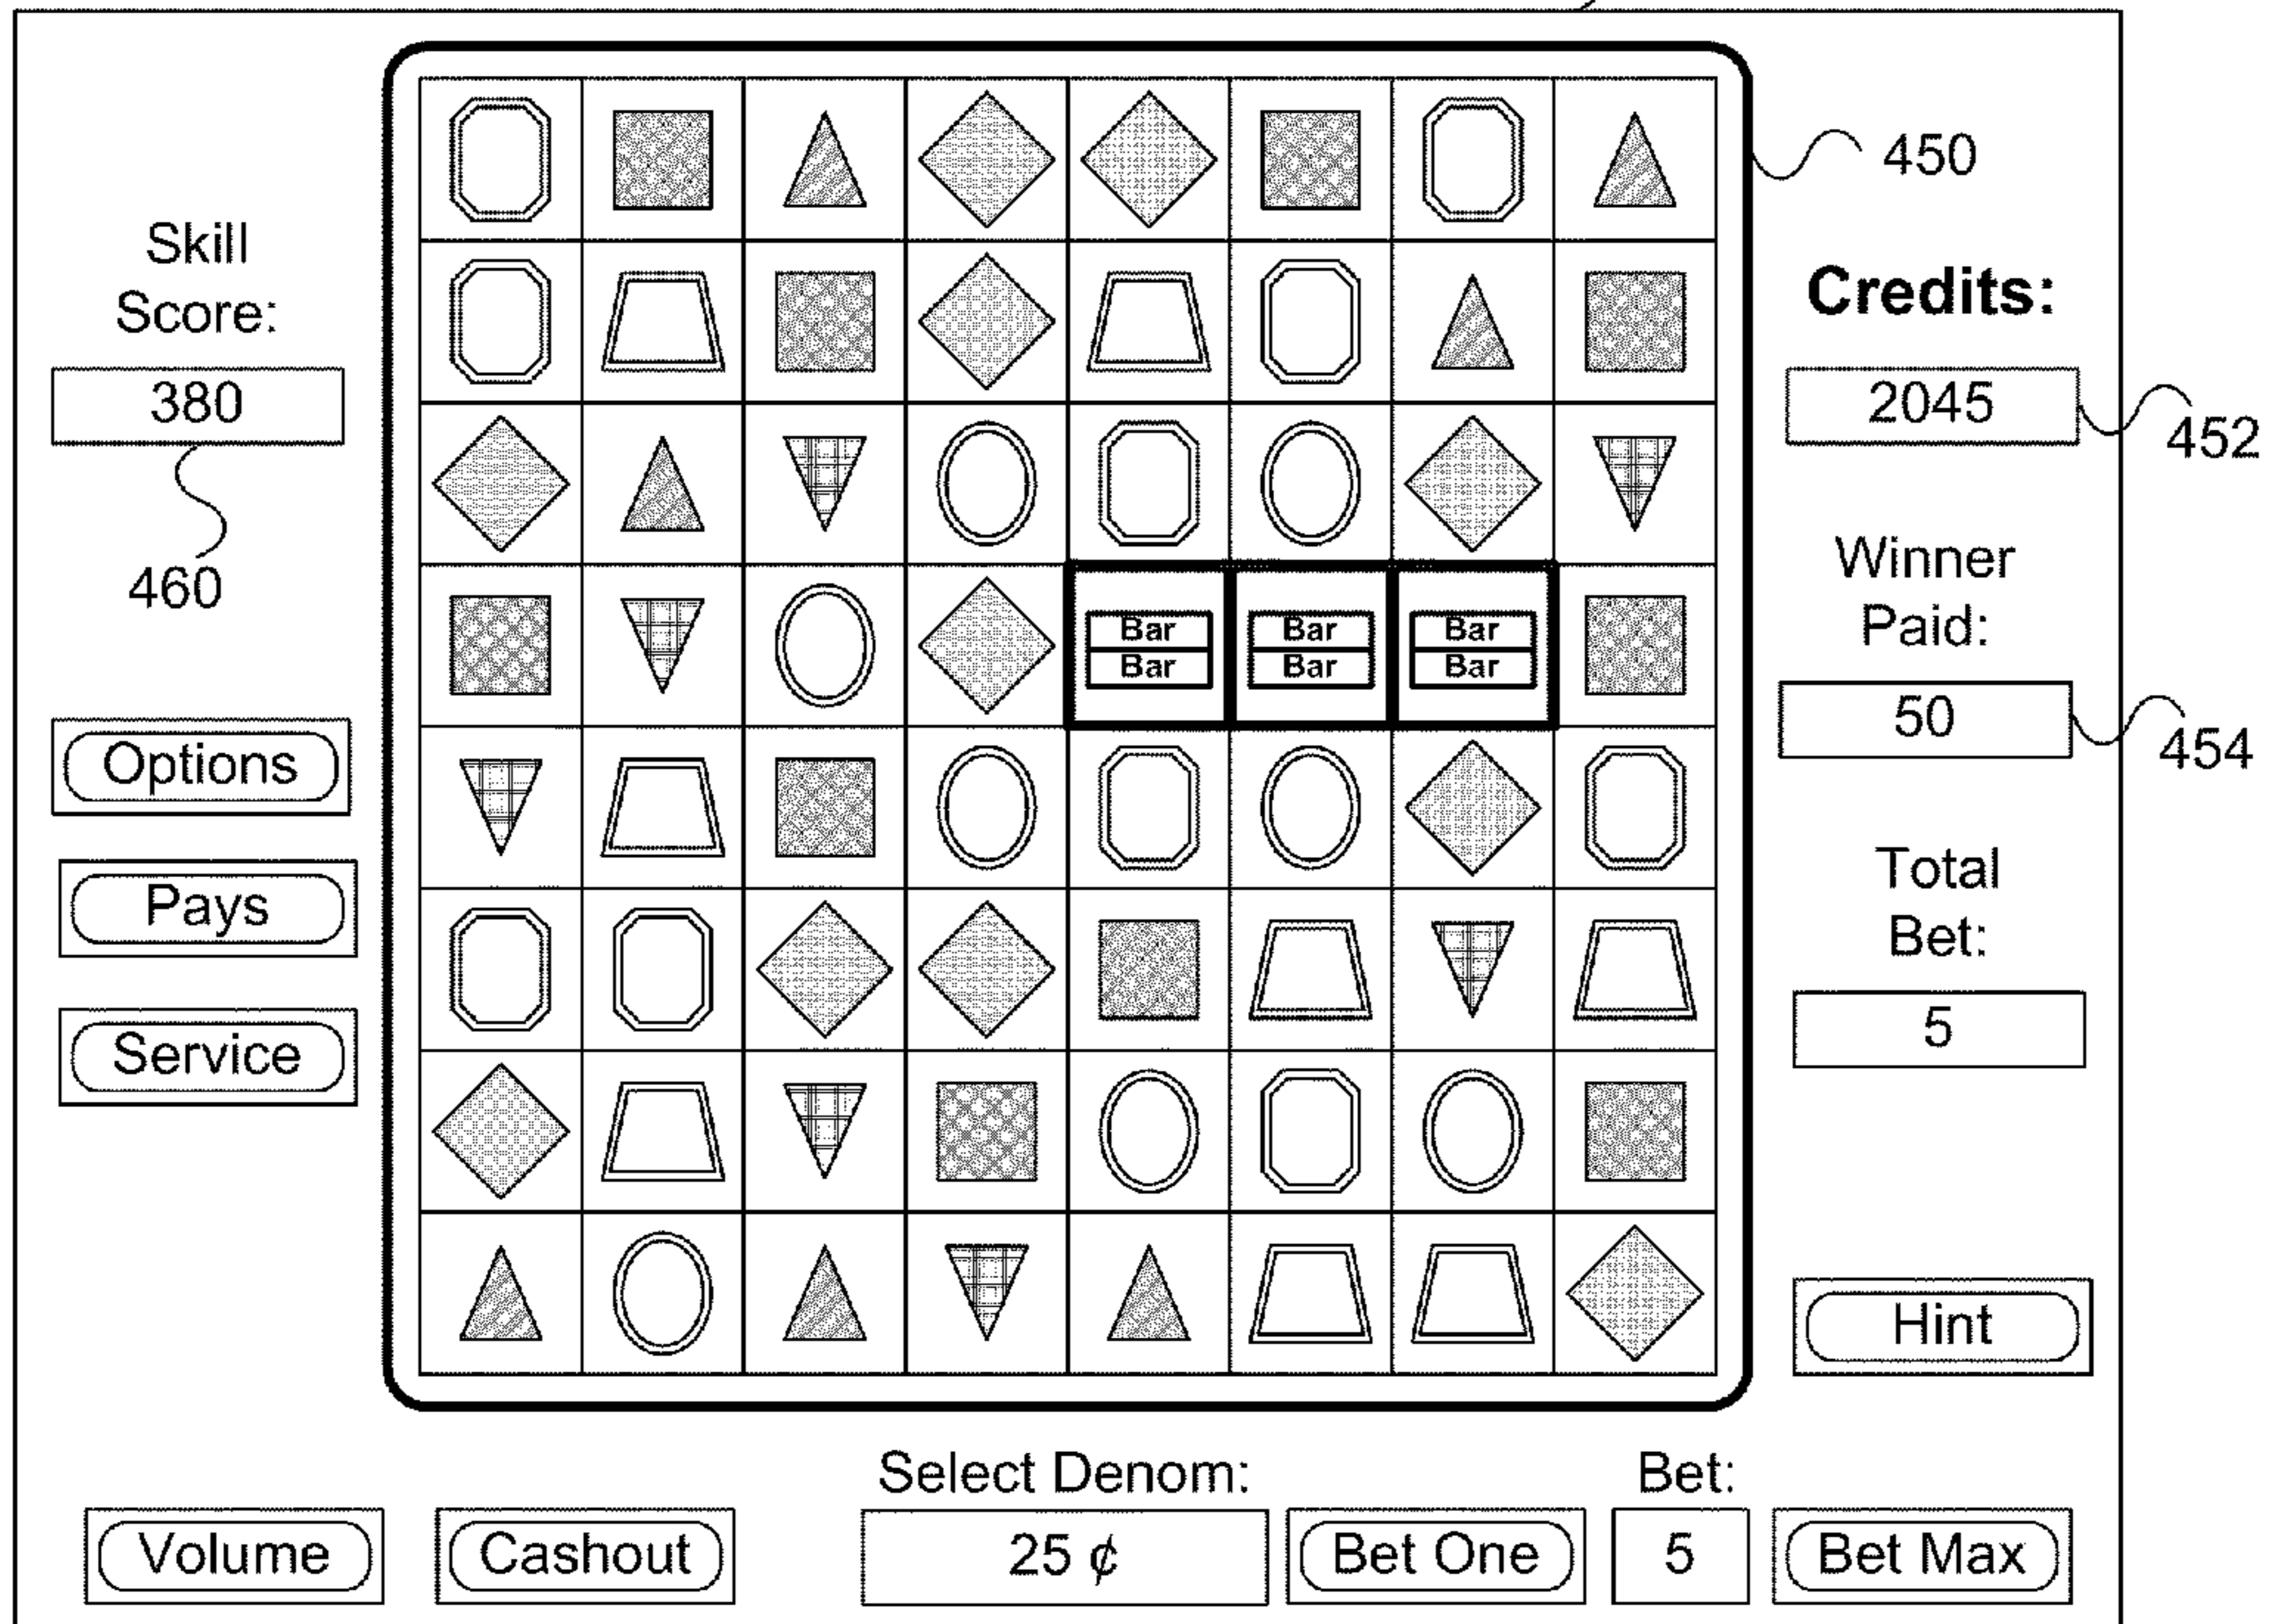 450
Skill
Score:
380
460
Credits:
2045
452
Winner
Paid:
50
454
Bar Bar Bar
Bar Bar Bar
Options
Pays
Service
Total
Bet:
5
Hint
Select Denom:
Bet:
Volume
Cashout
25 ¢
Bet One
5
Bet Max